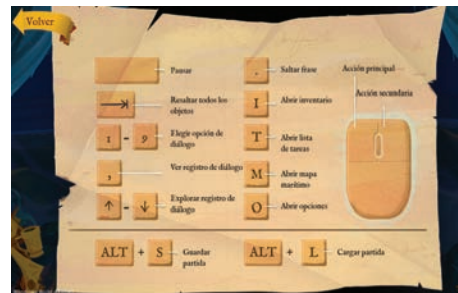 Volver
Pausar
Resaltar todos los
objetos
1 - 9
Elegir opción de
diálogo
,
Ver registro de diálogo
↑ - ↓
Explorar registro de
diálogo
.
Saltar frase
I
Abrir inventario
T
Abrir lista
de tareas
M
Abrir mapa
marítimo
O
Abrir opciones
Acción principal
Acción secundaria
ALT + S
Guardar
partida
ALT + L
Cargar partida